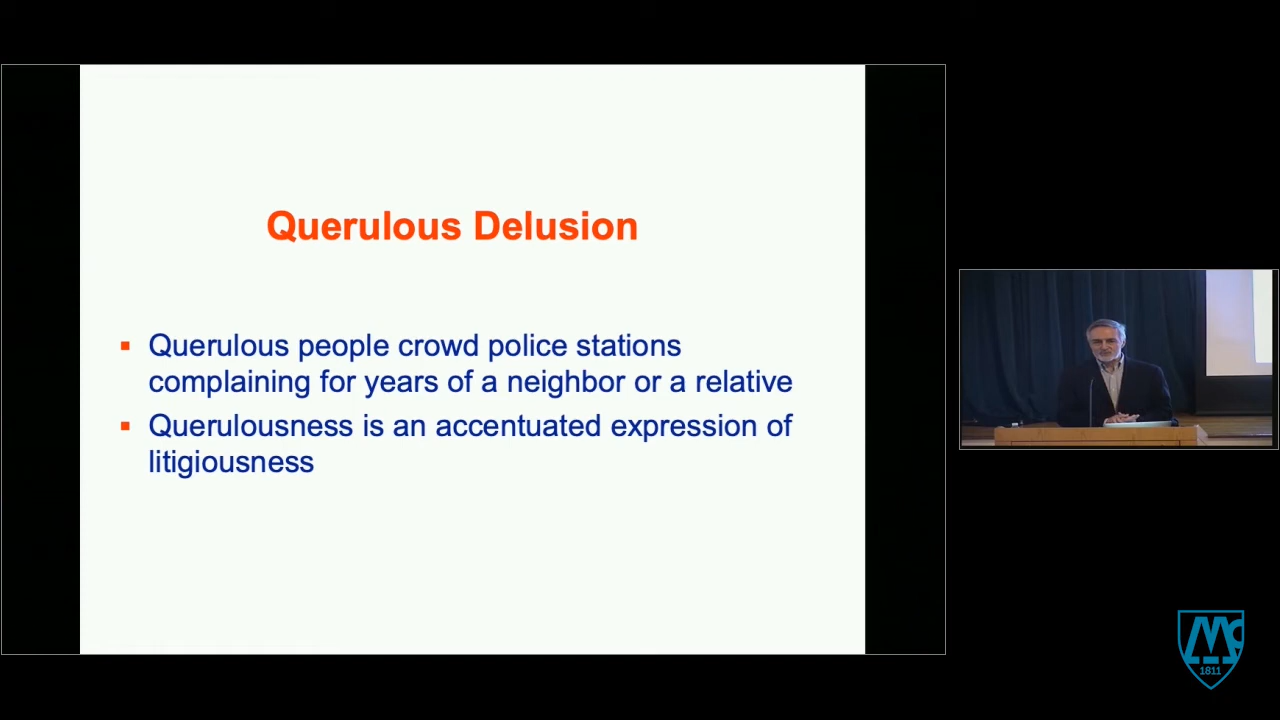 Querulous Delusion
Querulous people crowd police stations
complaining for years of a neighbor or a relative
Querulousness is an accentuated expression of
litigiousness
Mc
1811